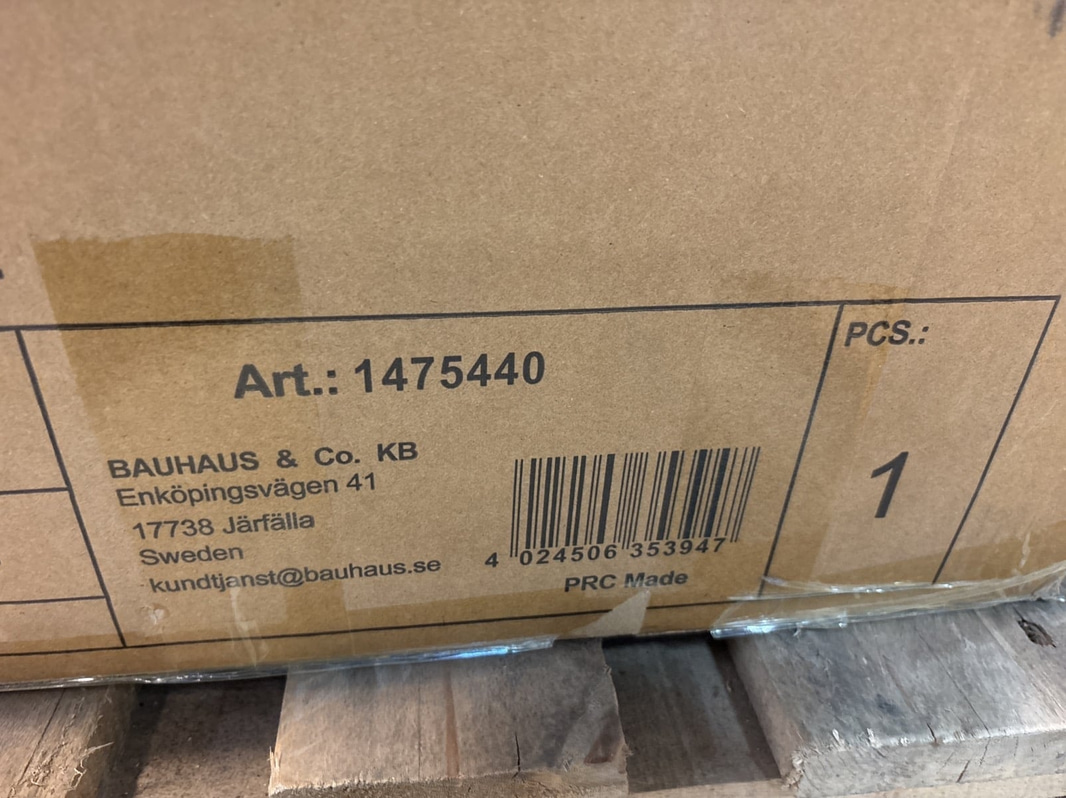 Art.: 1475440
PCS.:
1
BAUHAUS & Co. KB
Enköpingsvägen 41
17738 Järfälla
Sweden
kundtjanst@bauhaus.se
4 024506 353947
PRC Made